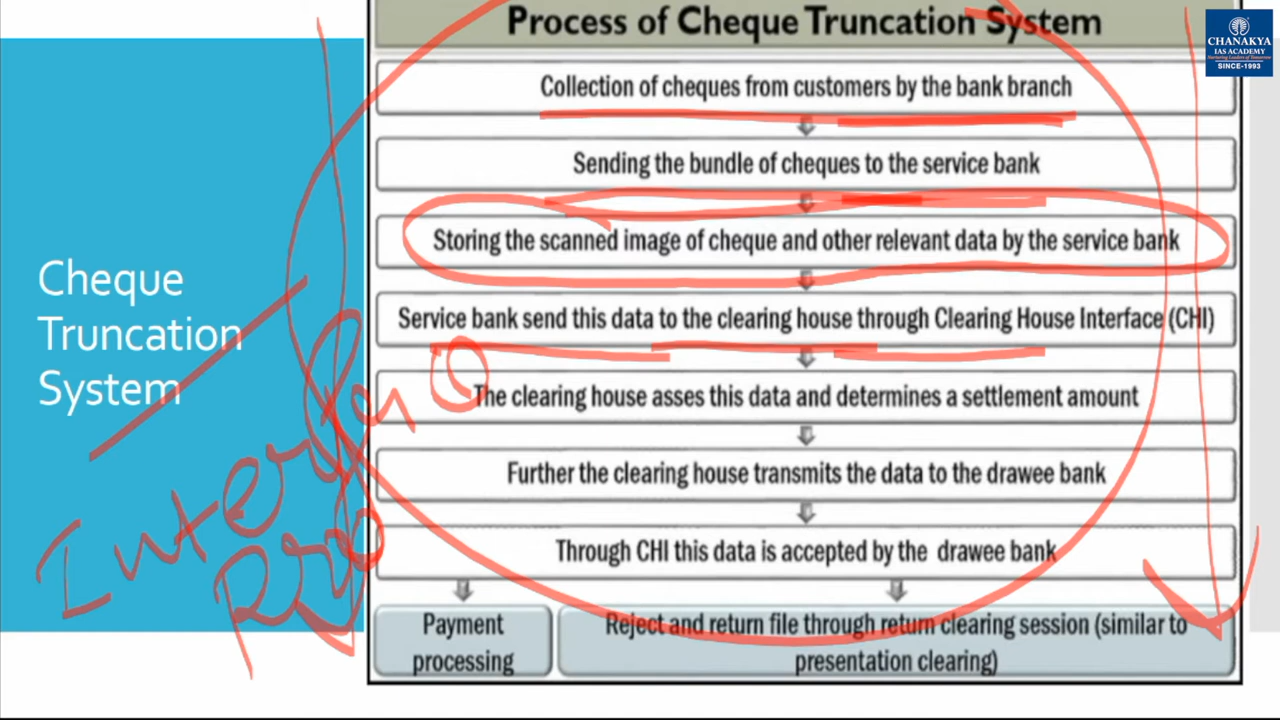 Process of Cheque Truncation System
CHANAKYA
IAS ACADEMY
Nurturing Leaders of Tomorrow
SINCE-1993
Collection of cheques from customers by the bank branch
Sending the bundle of cheques to the service bank
Storing the scanned image of cheque and other relevant data by the service bank
Service bank send this data to the clearing house through Clearing House Interface (CHI)
The clearing house asses this data and determines a settlement amount
Further the clearing house transmits the data to the drawee bank
Through CHI this data is accepted by the drawee bank
Payment
processing
Reject and return file through return clearing session (similar to
presentation clearing)
Cheque
Truncation
System